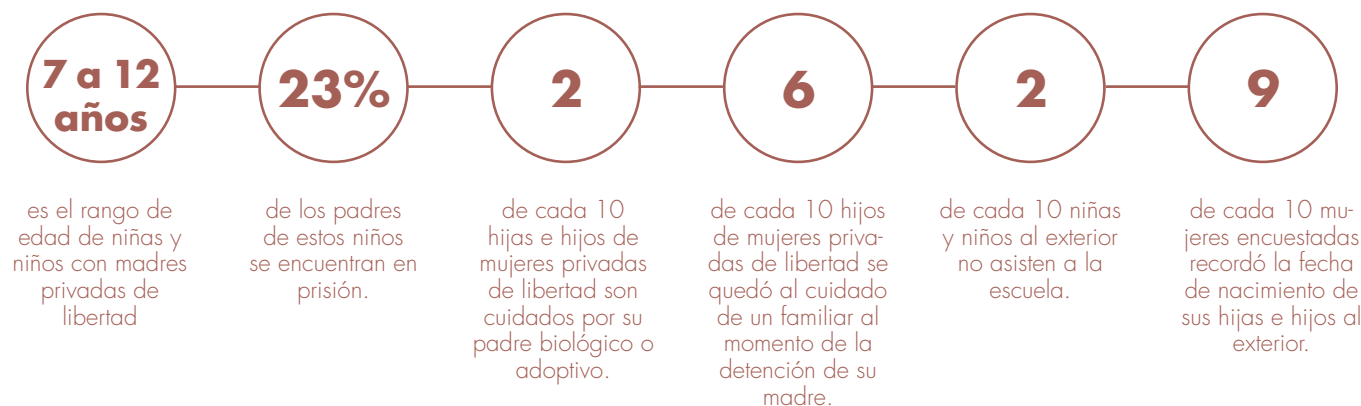 7 a 12
años
es el rango de
edad de niñas y
niños con madres
privadas de
libertad
23%
de los padres
de estos niños
se encuentran en
prisión.
2
de cada 10
hijas e hijos de
mujeres privadas
de libertad son
cuidados por su
padre biológico o
adoptivo.
6
de cada 10 hijos
de mujeres priva-
das de libertad se
quedó al cuidado
de un familiar al
momento de la
detención de su
madre.
2
de cada 10 niñas
y niños al exterior
no asisten a la
escuela.
9
de cada 10 mu-
jeres encuestadas
recordó la fecha
de nacimiento de
sus hijas e hijos al
exterior.